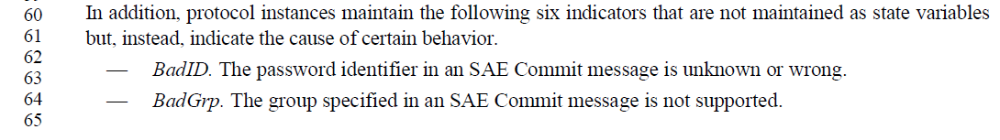 60 In addition, protocol instances maintain the following six indicators that are not maintained as state variables
61 but, instead, indicate the cause of certain behavior.
62
63 — BadID. The password identifier in an SAE Commit message is unknown or wrong.
64 — BadGrp. The group specified in an SAE Commit message is not supported.
65